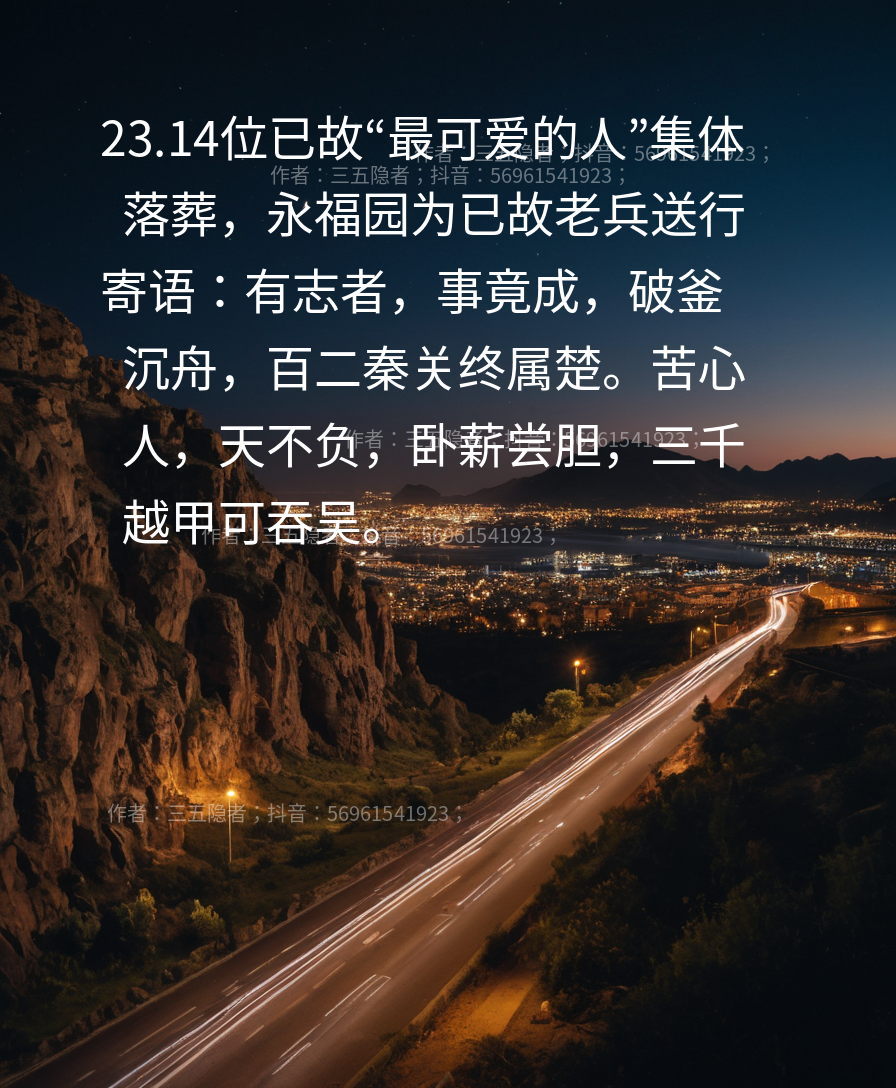 23.14位已故“最可爱的人”集体
作者：三五隐者；抖音：56961541923；
作者：三五隐者；抖音：56961541923；
落葬，永福园为已故老兵送行
寄语：有志者，事竟成，破釜
沉舟，百二秦关终属楚。苦心
人，天不负，卧薪尝胆，三千
作者：三五隐者；抖音：56961541923；
越甲可吞吴。
作者：三五隐者；抖音：56961541923；
作者：三五隐者；抖音：56961541923；